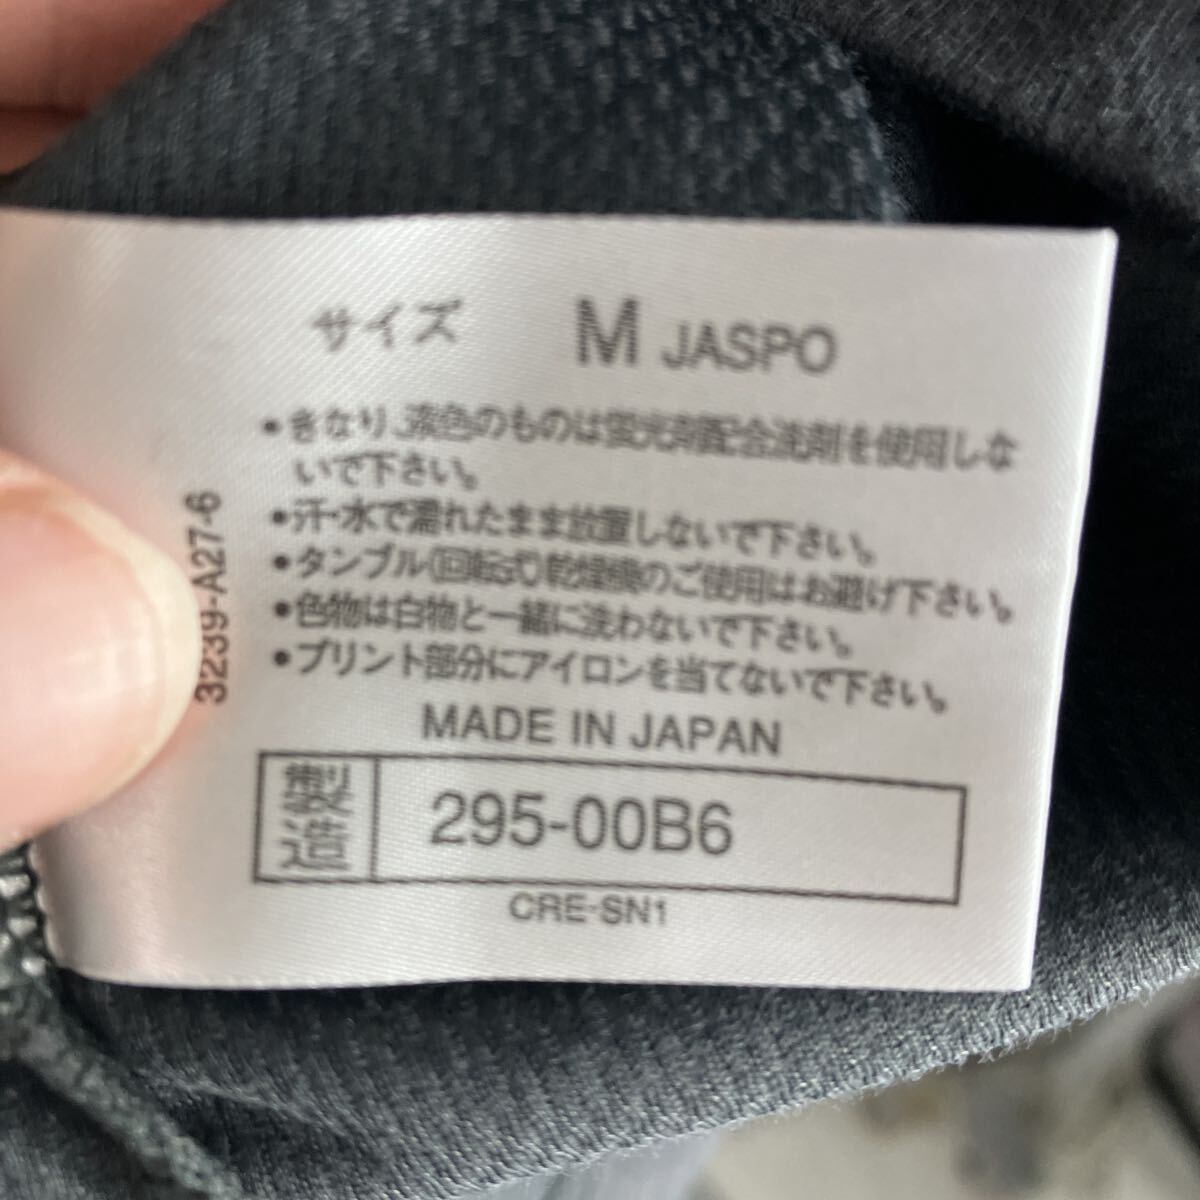 サイズ M JASPO
•きなり、淡色のものは蛍光剤配合洗剤を使用しな
いで下さい。
•汗・水で濡れたまま放置しないで下さい。
•タンブル(回転式)乾燥機のご使用はお避け下さい。
•色物は白物と一緒に洗わないで下さい。
•プリント部分にアイロンを当てないで下さい。
MADE IN JAPAN
製造 295-00B6
CRE-SN1
3239-A27-6